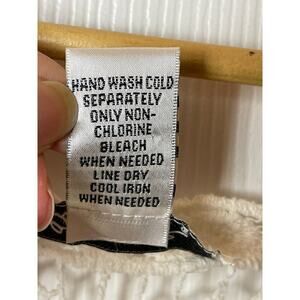 HAND WASH COLD
SEPARATELY
ONLY NON-
CHLORINE
BLEACH
WHEN NEEDED
LINE DRY
COOL IRON
WHEN NEEDED